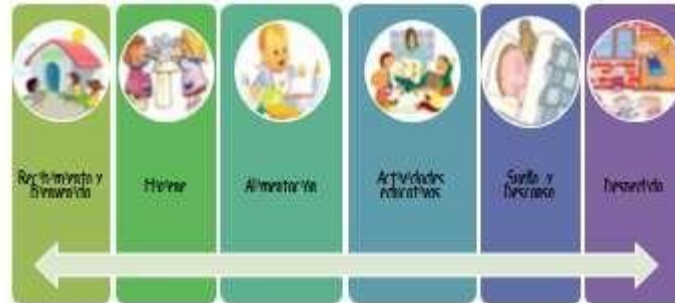 Recibimiento y
Bienvenida
Higiene
Alimentación
Actividades
educativas
Sueño y
Descanso
Despedida